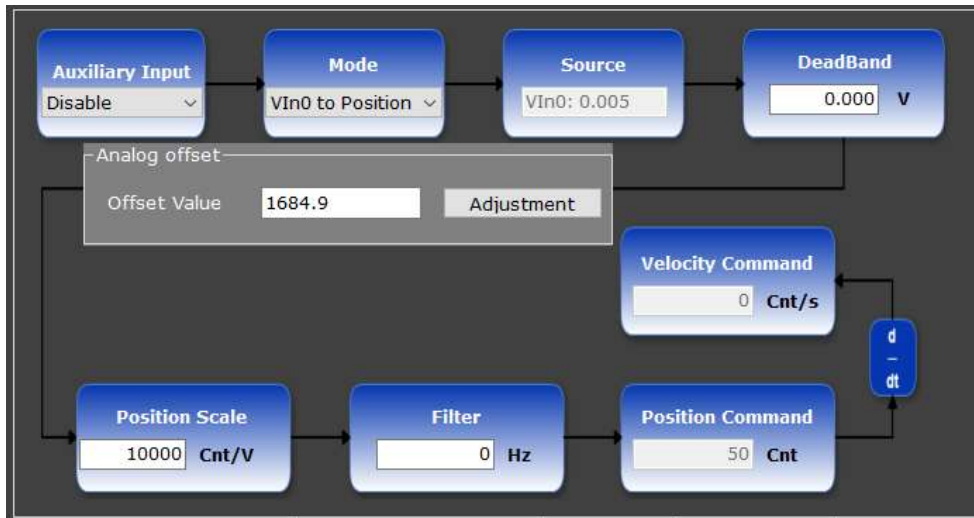 Auxiliary Input
Disable
Mode
VIn0 to Position
Source
VIn0: 0.005
DeadBand
0.000 V
Analog offset
Offset Value 1684.9 Adjustment
Velocity Command
0 Cnt/s
d
dt
Position Scale
10000 Cnt/V
Filter
0 Hz
Position Command
50 Cnt